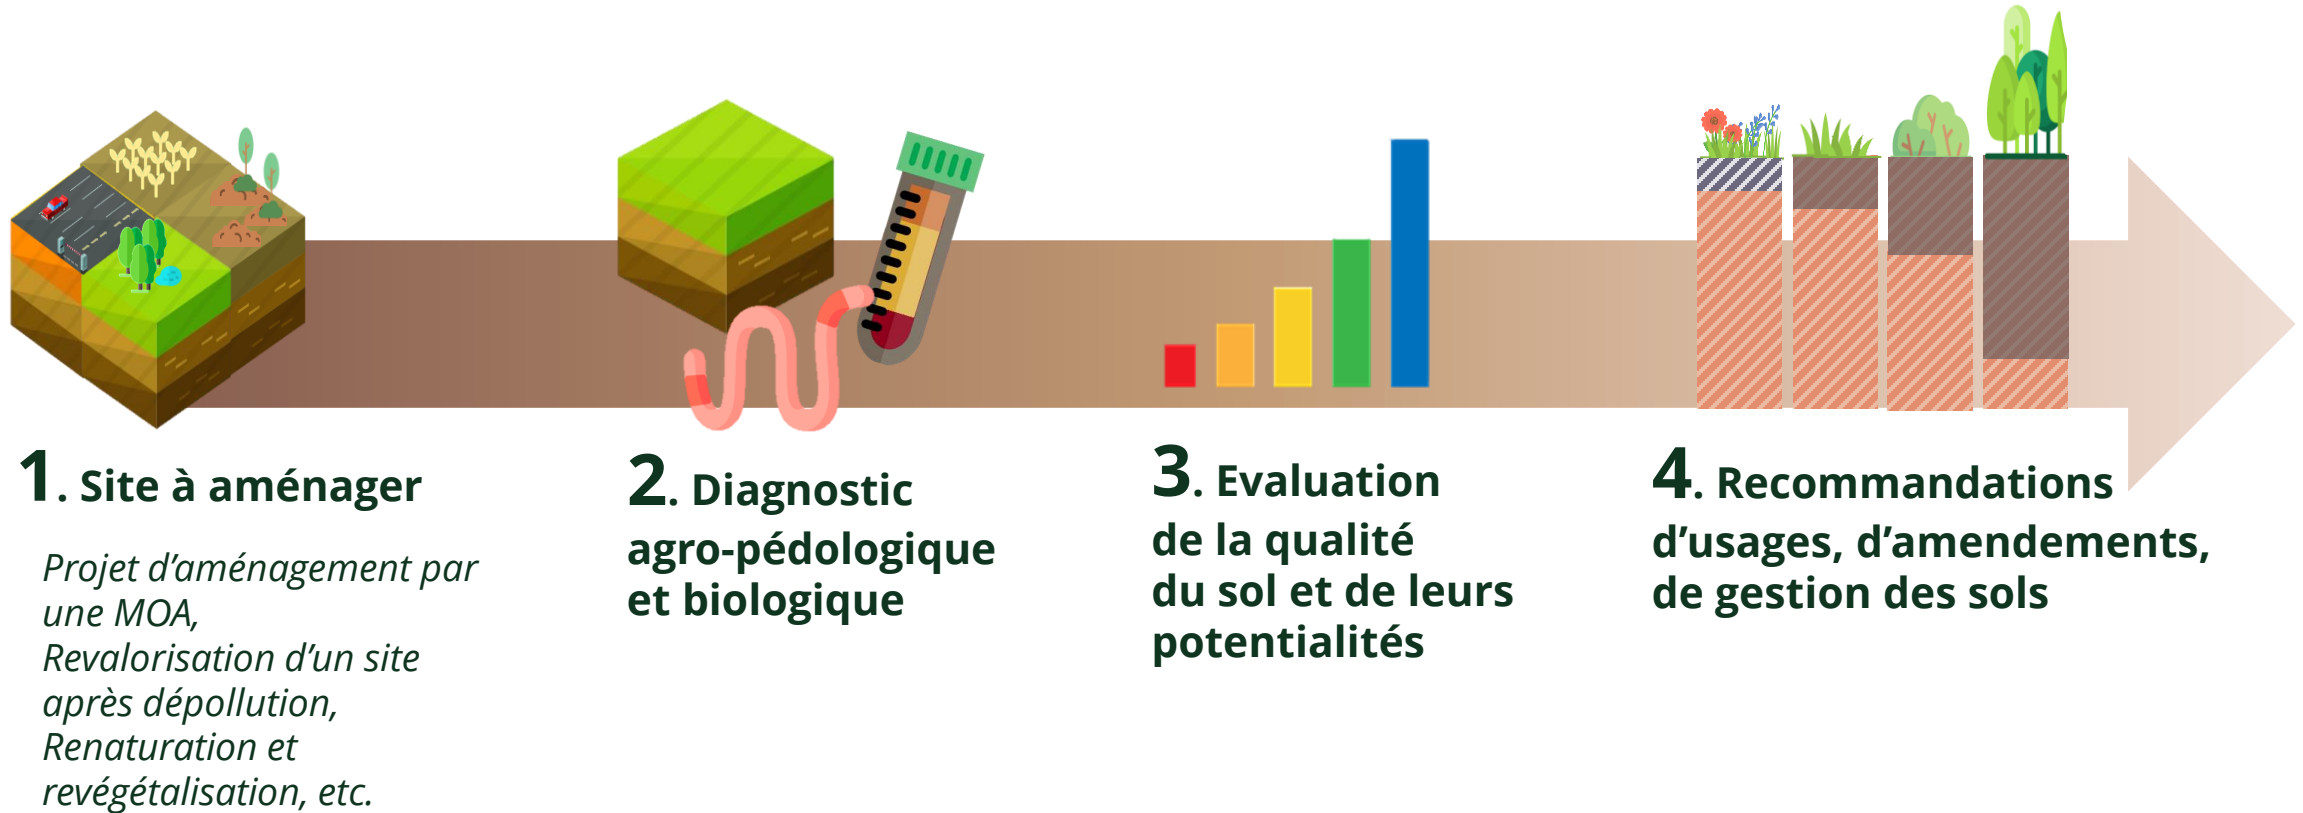 1. Site à aménager
Projet d’aménagement par
une MOA,
Revalorisation d’un site
après dépollution,
Renaturation et
revégétalisation, etc.
2. Diagnostic
agro-pédologique
et biologique
3. Evaluation
de la qualité
du sol et de leurs
potentialités
4. Recommandations
d’usages, d’amendements,
de gestion des sols